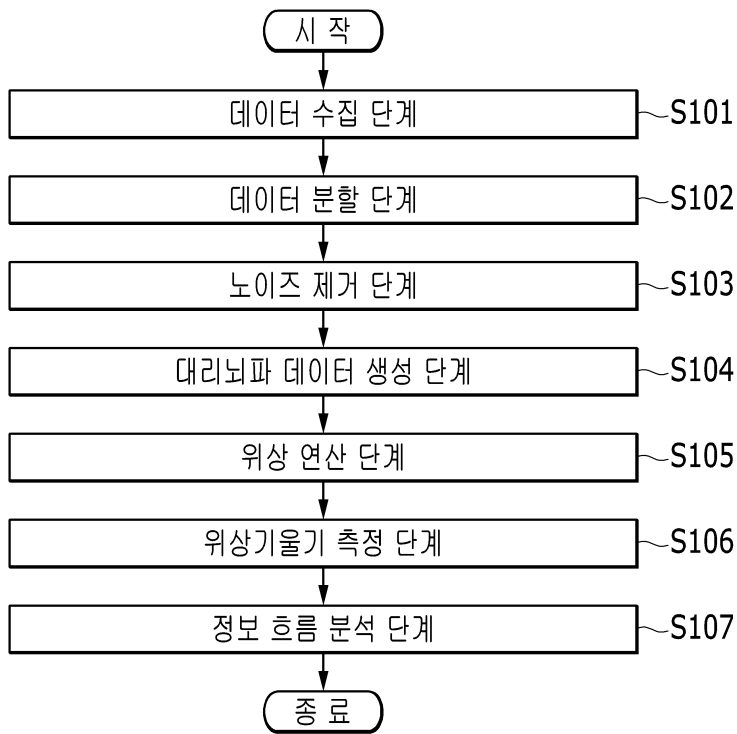 시 작
데이터 수집 단계 S101
데이터 분할 단계 S102
노이즈 제거 단계 S103
대리뇌파 데이터 생성 단계 S104
위상 연산 단계 S105
위상기울기 측정 단계 S106
정보 흐름 분석 단계 S107
종 료